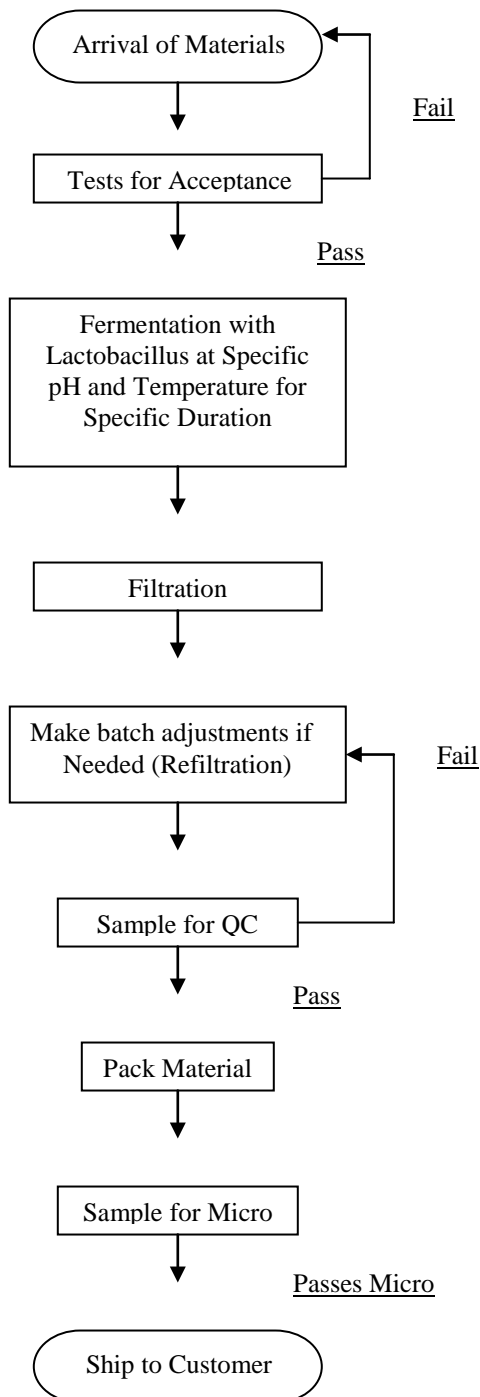 Arrival of Materials
Fail
Tests for Acceptance
Pass
Fermentation with
Lactobacillus at Specific
pH and Temperature for
Specific Duration
Filtration
Make batch adjustments if
Needed (Refiltration)
Fail
Sample for QC
Pass
Pack Material
Sample for Micro
Passes Micro
Ship to Customer